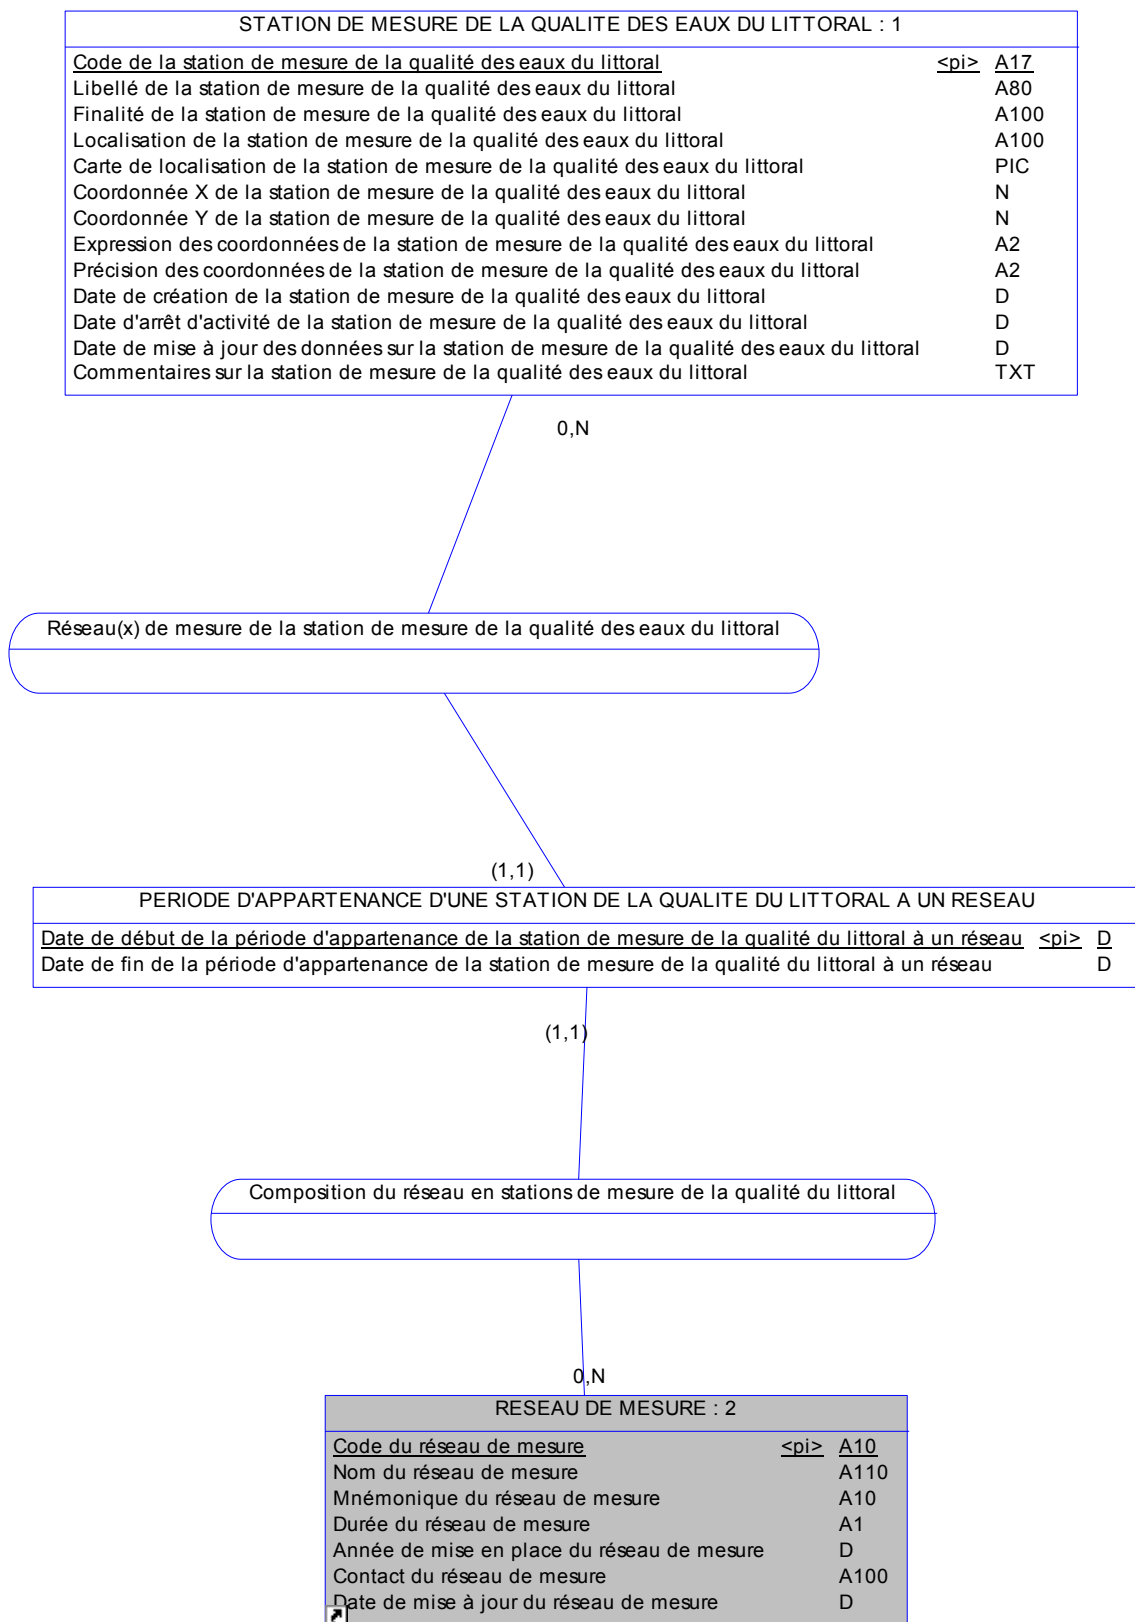 STATION DE MESURE DE LA QUALITE DES EAUX DU LITTORAL : 1
Code de la station de mesure de la qualité des eaux du littoral <pi> A17
Libellé de la station de mesure de la qualité des eaux du littoral A80
Finalité de la station de mesure de la qualité des eaux du littoral A100
Localisation de la station de mesure de la qualité des eaux du littoral A100
Carte de localisation de la station de mesure de la qualité des eaux du littoral PIC
Coordonnée X de la station de mesure de la qualité des eaux du littoral N
Coordonnée Y de la station de mesure de la qualité des eaux du littoral N
Expression des coordonnées de la station de mesure de la qualité des eaux du littoral A2
Précision des coordonnées de la station de mesure de la qualité des eaux du littoral A2
Date de création de la station de mesure de la qualité des eaux du littoral D
Date d'arrêt d'activité de la station de mesure de la qualité des eaux du littoral D
Date de mise à jour des données sur la station de mesure de la qualité des eaux du littoral D
Commentaires sur la station de mesure de la qualité des eaux du littoral TXT
0,N
Réseau(x) de mesure de la station de mesure de la qualité des eaux du littoral
(1,1)
PERIODE D'APPARTENANCE D'UNE STATION DE LA QUALITE DU LITTORAL A UN RESEAU
Date de début de la période d'appartenance de la station de mesure de la qualité du littoral à un réseau <pi> D
Date de fin de la période d'appartenance de la station de mesure de la qualité du littoral à un réseau D
(1,1)
Composition du réseau en stations de mesure de la qualité du littoral
0,N
RESEAU DE MESURE : 2
Code du réseau de mesure <pi> A10
Nom du réseau de mesure A110
Mnémonique du réseau de mesure A10
Durée du réseau de mesure A1
Année de mise en place du réseau de mesure D
Contact du réseau de mesure A100
Date de mise à jour du réseau de mesure D